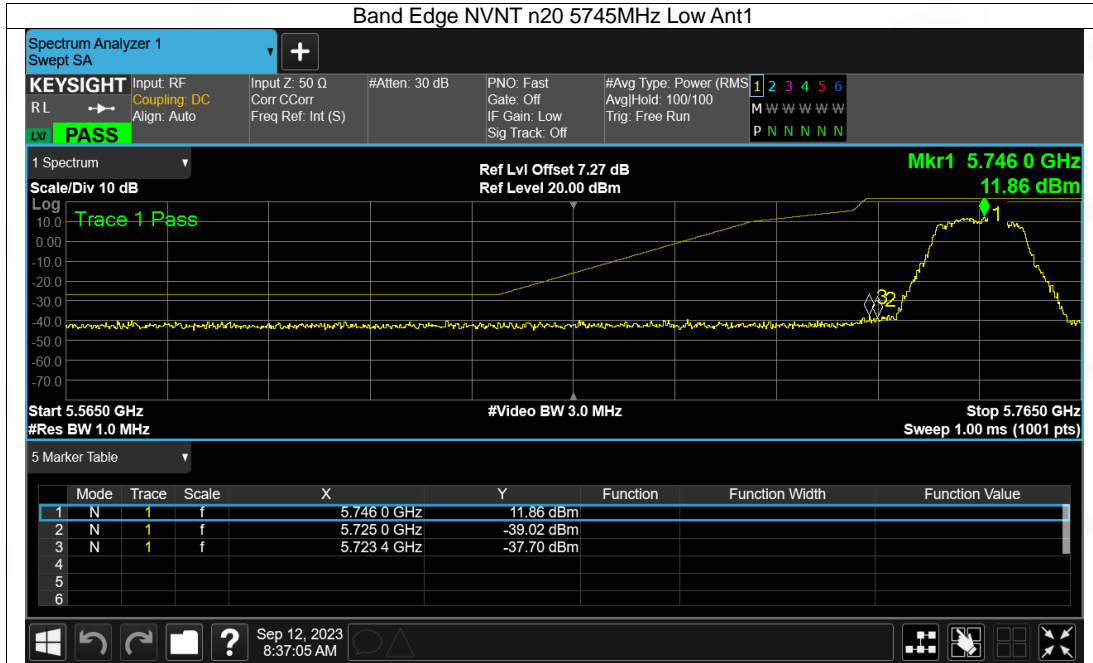 Band Edge NVNT n20 5745MHz Low Ant1
Spectrum Analyzer 1
Swept SA
KEYSIGHT
R L
LXI PASS
Input: RF
Coupling: DC
Align: Auto
Input Z: 50 Ω
Corr CCorr
Freq Ref: Int (S)
#Atten: 30 dB
PNO: Fast
Gate: Off
IF Gain: Low
Sig Track: Off
#Avg Type: Power (RMS
Avg|Hold: 100/100
Trig: Free Run
1 2 3 4 5 6
M W W W W W
P N N N N N
1 Spectrum
Scale/Div 10 dB
Ref Lvl Offset 7.27 dB
Ref Level 20.00 dBm
Mkr1 5.746 0 GHz
11.86 dBm
Log
Trace 1 Pass
10.0
0.00
-10.0
-20.0
-30.0
-40.0
-50.0
-60.0
-70.0
1
3 2
Start 5.5650 GHz
#Video BW 3.0 MHz
Stop 5.7650 GHz
#Res BW 1.0 MHz
Sweep 1.00 ms (1001 pts)
5 Marker Table
Mode Trace Scale X Y Function Function Width Function Value
1 N 1 f 5.746 0 GHz 11.86 dBm
2 N 1 f 5.725 0 GHz -39.02 dBm
3 N 1 f 5.723 4 GHz -37.70 dBm
4
5
6
?
Sep 12, 2023
8:37:05 AM